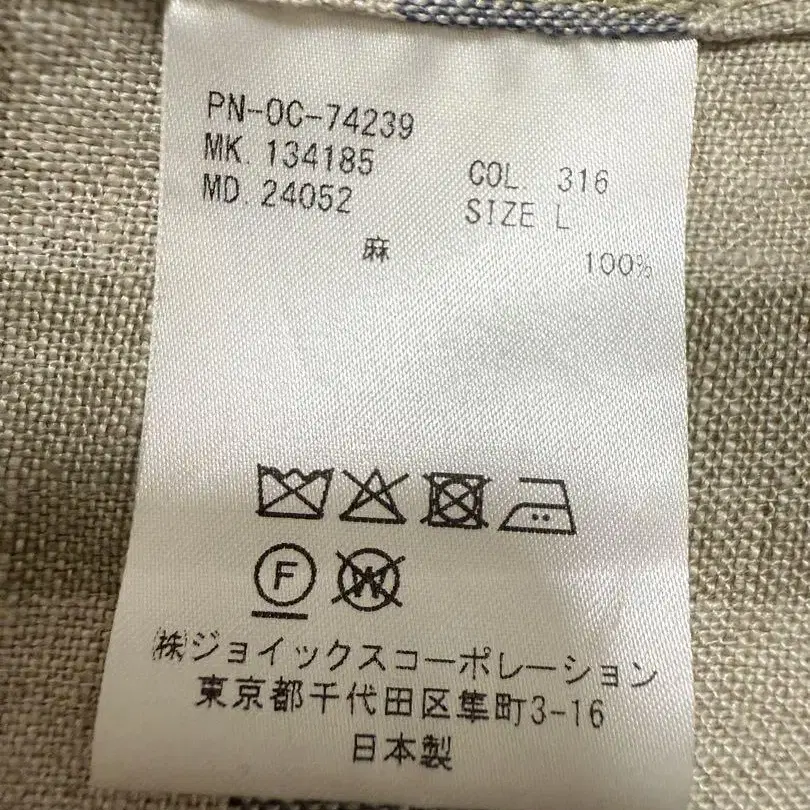 PN-OC-74239
MK. 134185 COL. 316
MD. 24052 SIZE L
麻 100%
F W
㈱ジョイックスコーポレーション
東京都千代田区隼町3-16
日本製